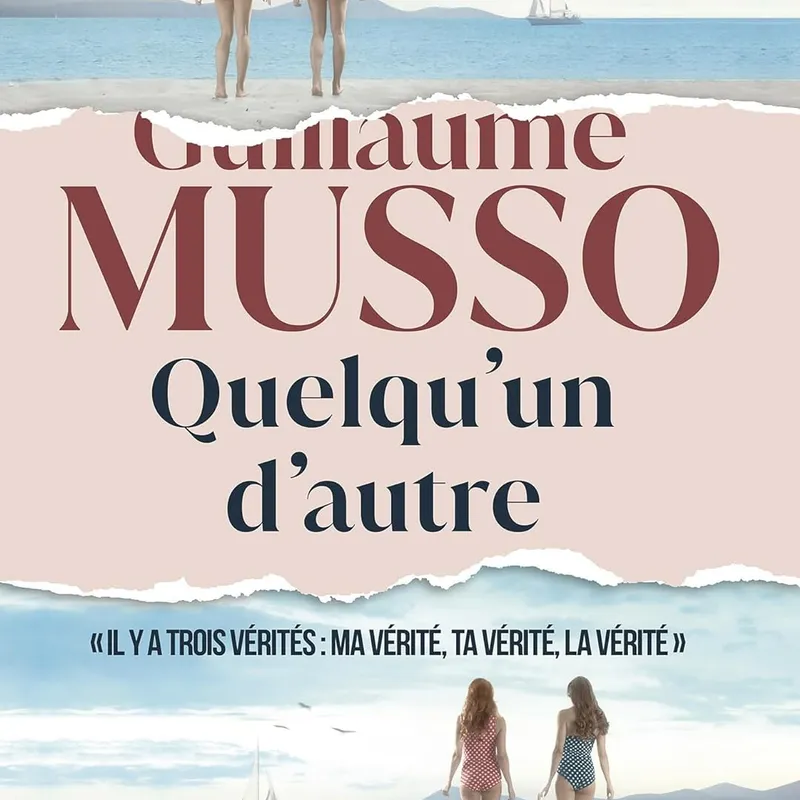 Guillaume
MUSSO
Quelqu’un
d’autre
« IL Y A TROIS VÉRITÉS : MA VÉRITÉ, TA VÉRITÉ, LA VÉRITÉ »